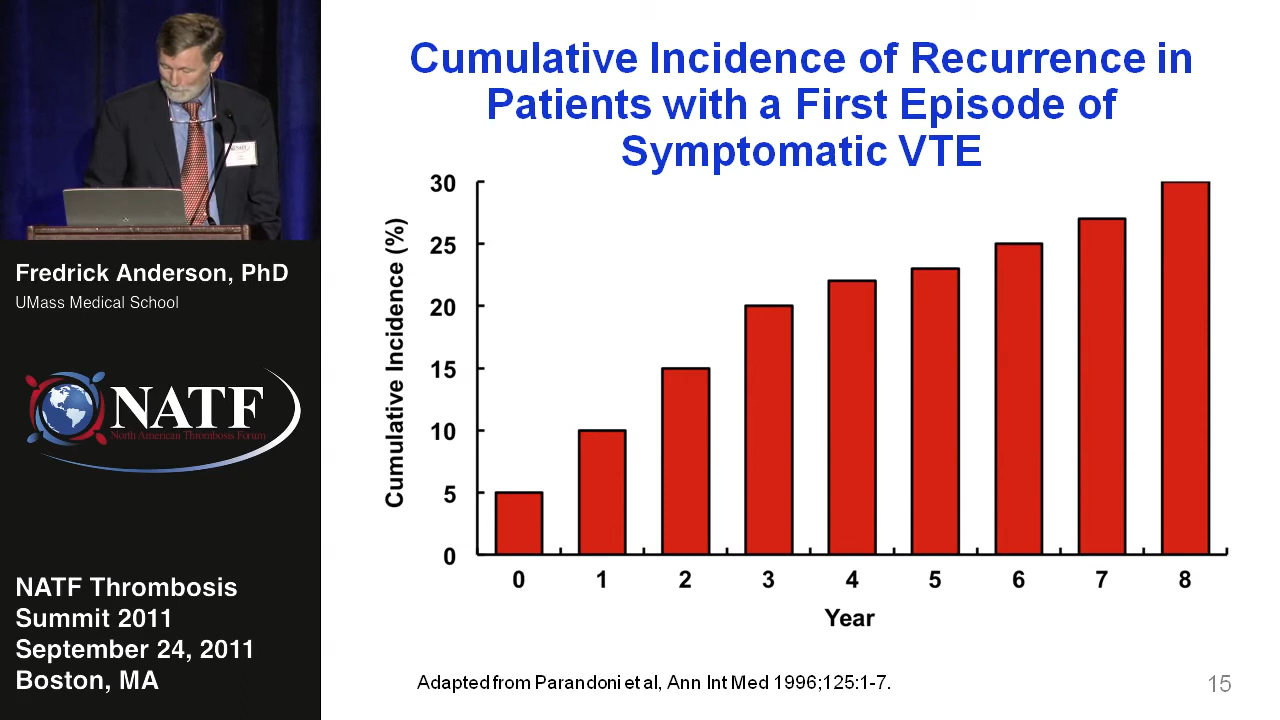 Cumulative Incidence of Recurrence in
Patients with a First Episode of
Symptomatic VTE
30
25
20
15
10
5
0
Cumulative Incidence (%)
0 1 2 3 4 5 6 7 8
Year
Adapted from Parandoni et al, Ann Int Med 1996;125:1-7.
15
Fredrick Anderson, PhD
UMass Medical School
NATF
North American Thrombosis Forum
NATF Thrombosis
Summit 2011
September 24, 2011
Boston, MA